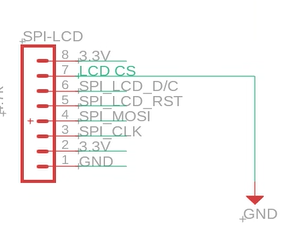 SPI-LCD
8 3.3V
7 LCD CS
6 SPI_LCD_D/C
5 SPI_LCD_RST
4 SPI_MOSI
3 SPI_CLK
2 3.3V
1 GND
GND